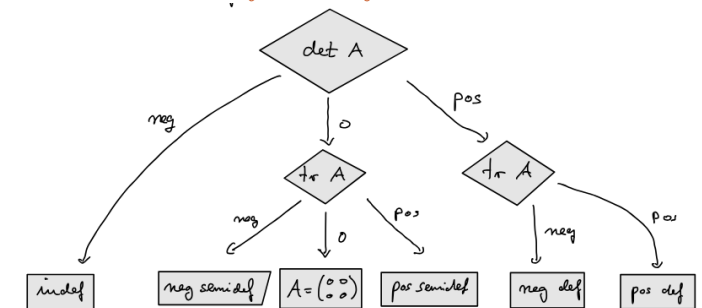 det A
neg
0
pos
tr A
tr A
neg
0
pos
neg
pos
indef
neg semidef
A = (0 0
0 0)
pos semidef
neg def
pos def